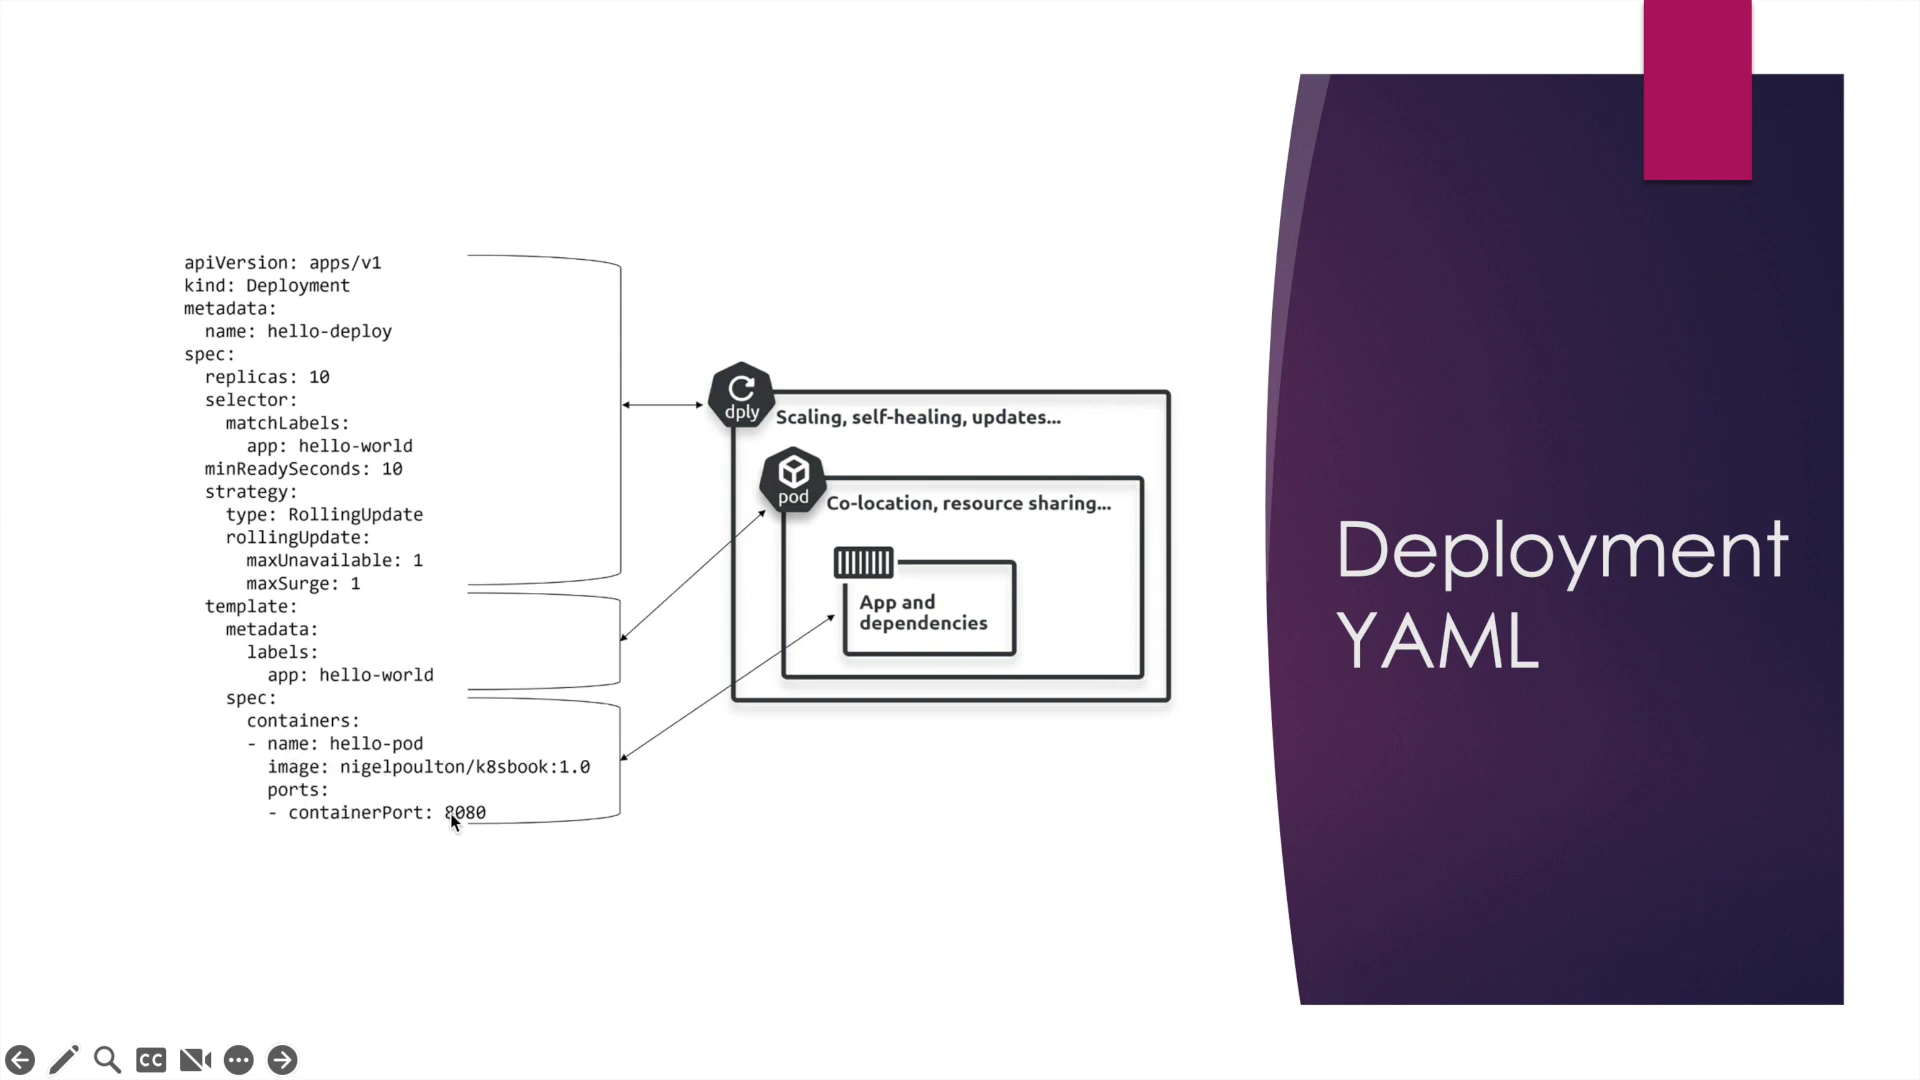 apiVersion: apps/v1
kind: Deployment
metadata:
  name: hello-deploy
spec:
  replicas: 10
  selector:
    matchLabels:
      app: hello-world
  minReadySeconds: 10
  strategy:
    type: RollingUpdate
    rollingUpdate:
      maxUnavailable: 1
      maxSurge: 1
  template:
    metadata:
      labels:
        app: hello-world
    spec:
      containers:
      - name: hello-pod
        image: nigelpoulton/k8sbook:1.0
        ports:
        - containerPort: 8080
dply
Scaling, self-healing, updates...
pod
Co-location, resource sharing...
App and
dependencies
Deployment
YAML
CC